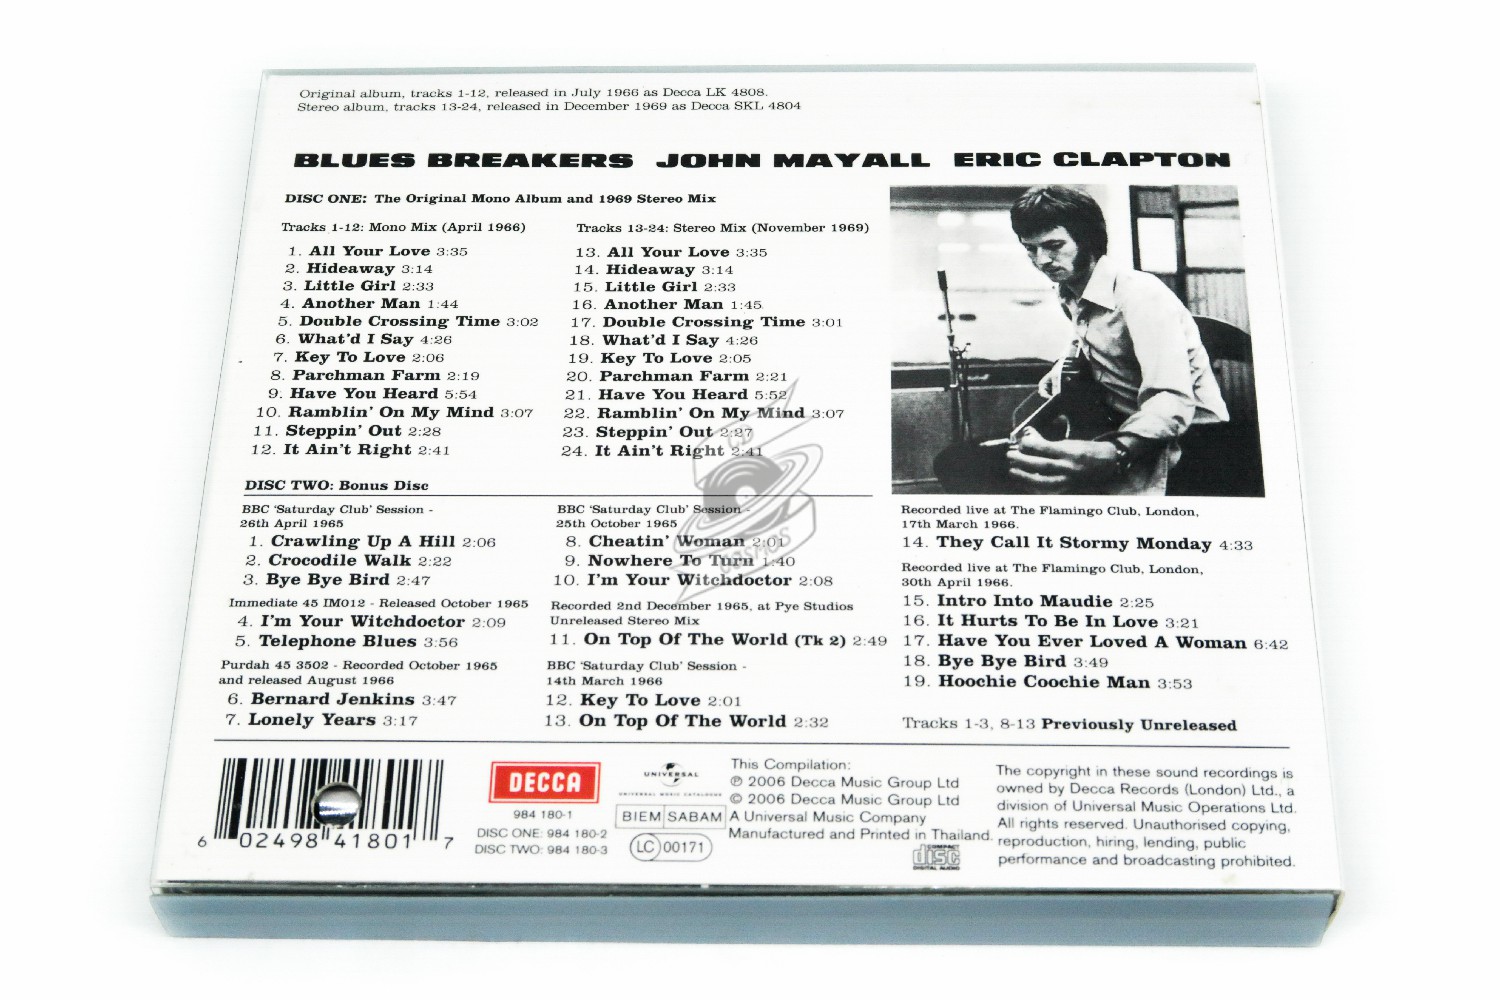 Original album, tracks 1-12, released in July 1966 as Decca LK 4808.
Stereo album, tracks 13-24, released in December 1969 as Decca SKL 4804
BLUES BREAKERS JOHN MAYALL ERIC CLAPTON
DISC ONE: The Original Mono Album and 1969 Stereo Mix
Tracks 1-12: Mono Mix (April 1966)
1. All Your Love 3:35
2. Hideaway 3:14
3. Little Girl 2:33
4. Another Man 1:44
5. Double Crossing Time 3:02
6. What'd I Say 4:26
7. Key To Love 2:06
8. Parchman Farm 2:19
9. Have You Heard 5:54
10. Ramblin' On My Mind 3:07
11. Steppin' Out 2:28
12. It Ain't Right 2:41
Tracks 13-24: Stereo Mix (November 1969)
13. All Your Love 3:35
14. Hideaway 3:14
15. Little Girl 2:33
16. Another Man 1:45
17. Double Crossing Time 3:01
18. What'd I Say 4:26
19. Key To Love 2:05
20. Parchman Farm 2:21
21. Have You Heard 5:52
22. Ramblin' On My Mind 3:07
23. Steppin' Out 2:27
24. It Ain't Right 2:41
DISC TWO: Bonus Disc
BBC 'Saturday Club' Session -
26th April 1965
1. Crawling Up A Hill 2:06
2. Crocodile Walk 2:22
3. Bye Bye Bird 2:47
Immediate 45 IM012 - Released October 1965
4. I'm Your Witchdoctor 2:09
5. Telephone Blues 3:56
Purdah 45 3502 - Recorded October 1965
and released August 1966
6. Bernard Jenkins 3:47
7. Lonely Years 3:17
BBC 'Saturday Club' Session -
25th October 1965
8. Cheatin' Woman 2:01
9. Nowhere To Turn 1:40
10. I'm Your Witchdoctor 2:08
Recorded 2nd December 1965, at Pye Studios
Unreleased Stereo Mix
11. On Top Of The World (Tk 2) 2:49
BBC 'Saturday Club' Session -
14th March 1966
12. Key To Love 2:01
13. On Top Of The World 2:32
Recorded live at The Flamingo Club, London,
17th March 1966.
14. They Call It Stormy Monday 4:33
Recorded live at The Flamingo Club, London,
30th April 1966.
15. Intro Into Maudie 2:25
16. It Hurts To Be In Love 3:21
17. Have You Ever Loved A Woman 6:42
18. Bye Bye Bird 3:49
19. Hoochie Coochie Man 3:53
Tracks 1-3, 8-13 Previously Unreleased
CD
COSMOS
6 02498 41801 7
DECCA
984 180-1
DISC ONE: 984 180-2
DISC TWO: 984 180-3
UNIVERSAL
UNIVERSAL MUSIC CATALOGUE
BIEM SABAM
LC 00171
This Compilation:
℗ 2006 Decca Music Group Ltd
© 2006 Decca Music Group Ltd
A Universal Music Company
Manufactured and Printed in Thailand.
COMPACT
disc
DIGITAL AUDIO
The copyright in these sound recordings is
owned by Decca Records (London) Ltd., a
division of Universal Music Operations Ltd.
All rights reserved. Unauthorised copying,
reproduction, hiring, lending, public
performance and broadcasting prohibited.